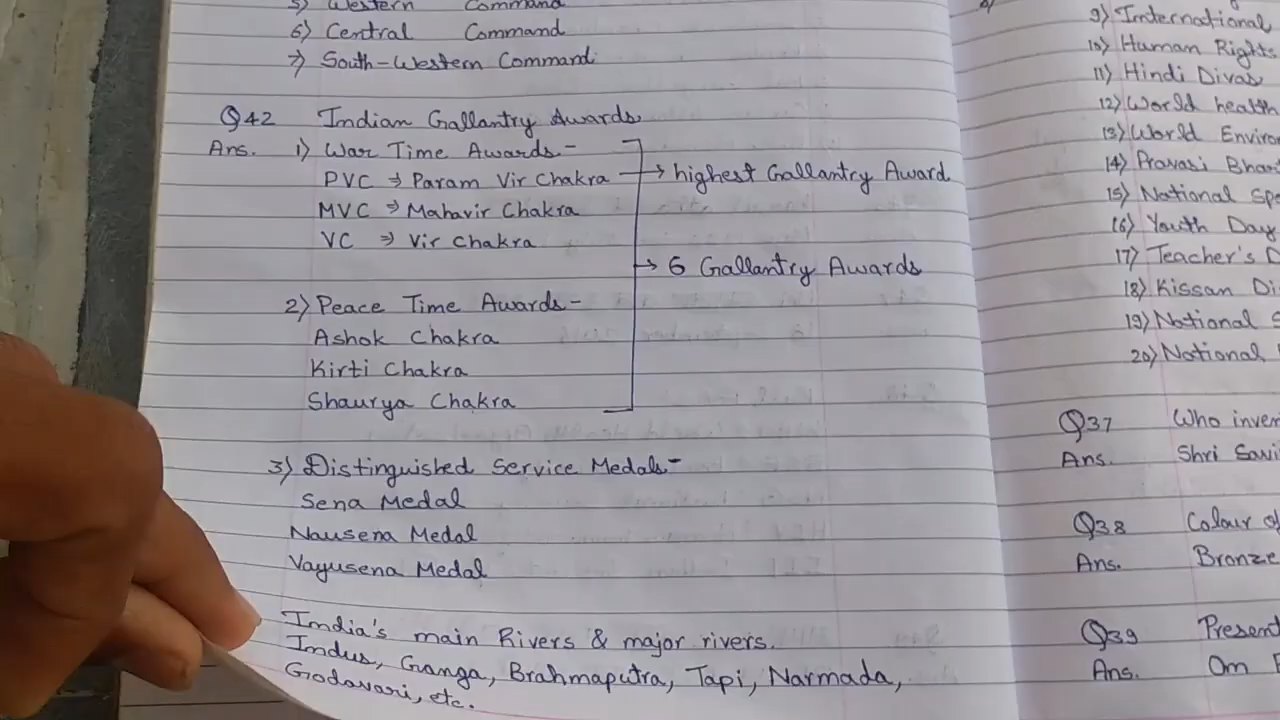 5) Western Command
6) Central Command
7) South-Western Command
Q42 Indian Gallantry Awards
Ans. 1) War Time Awards-
PVC ⇒ Param Vir Chakra → highest Gallantry Award
MVC ⇒ Mahavir Chakra
VC ⇒ Vir Chakra
→ 6 Gallantry Awards
2) Peace Time Awards-
Ashok Chakra
Kirti Chakra
Shaurya Chakra
3) Distinguished Service Medals-
Sena Medal
Nausena Medal
Vayusena Medal
India's main Rivers & major rivers.
Indus, Ganga, Brahmaputra, Tapi, Narmada,
Godavari, etc.
9) International
10) Human Rights
11) Hindi Divas
12) World health
13) World Enviro
14) Pravasi Bhar
15) National Spo
16) Youth Day
17) Teacher's D
18) Kissan Di
19) National S
20) National
Q37 Who inven
Ans. Shri Savi
Q38 Colour of
Ans. Bronze
Q39 Present
Ans. Om